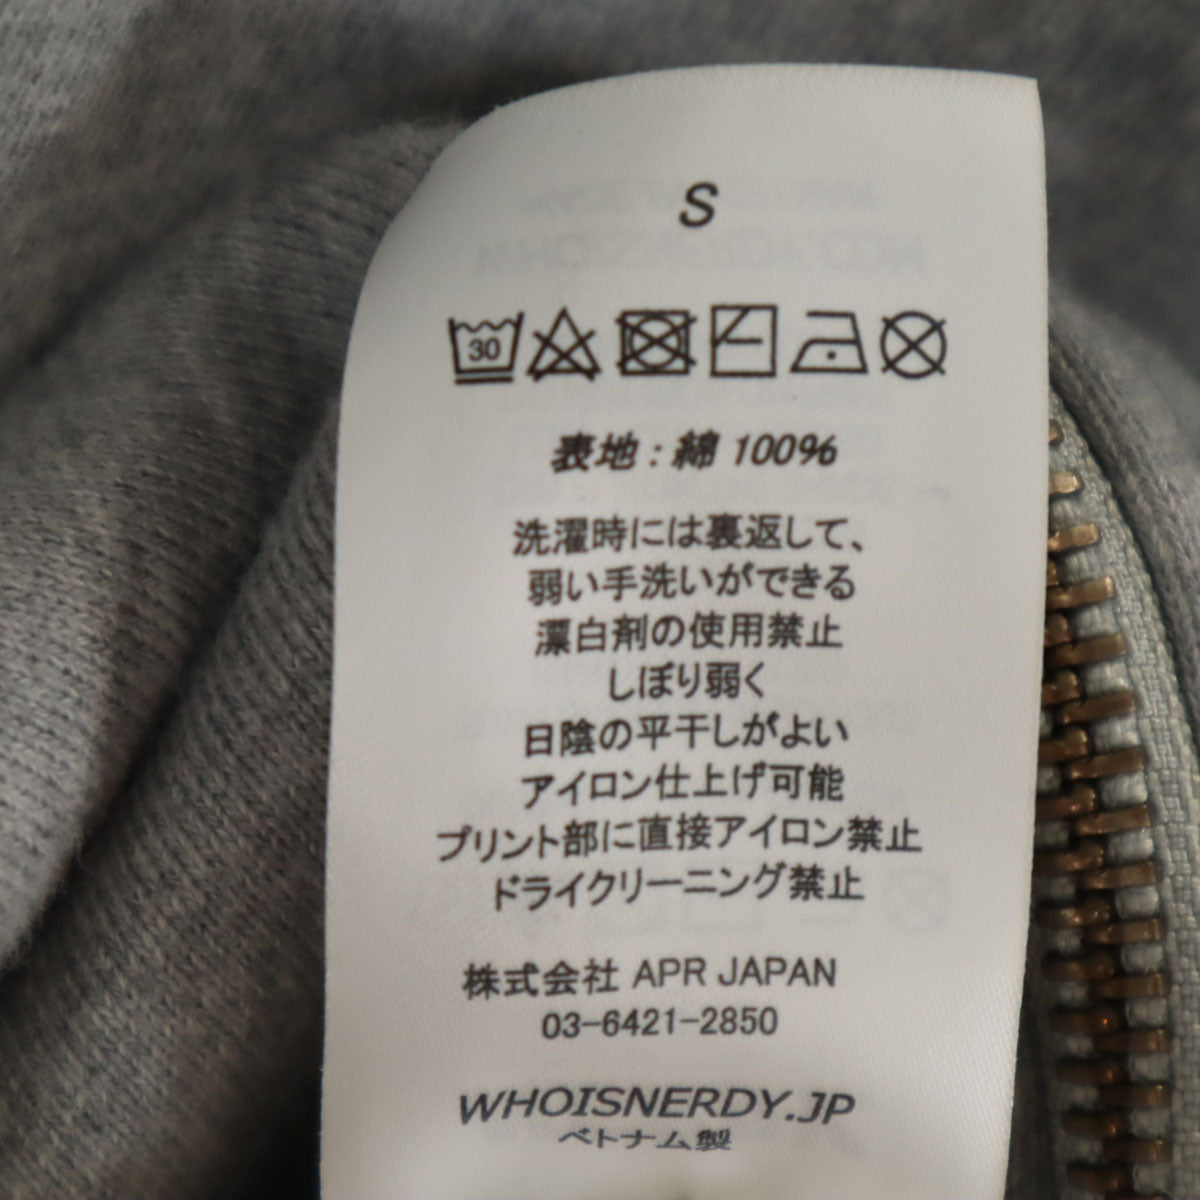 S
30
表地 : 綿 100%
洗濯時には裏返して、
弱い手洗いができる
漂白剤の使用禁止
しぼり弱く
日陰の平干しがよい
アイロン仕上げ可能
プリント部に直接アイロン禁止
ドライクリーニング禁止
株式会社 APR JAPAN
03-6421-2850
WHOISNERDY.JP
ベトナム製